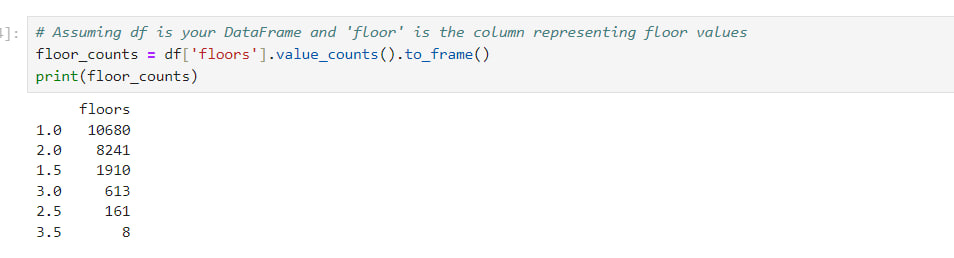 4]: # Assuming df is your DataFrame and 'floor' is the column representing floor values
floor_counts = df['floors'].value_counts().to_frame()
print(floor_counts)
floors
1.0 10680
2.0 8241
1.5 1910
3.0 613
2.5 161
3.5 8